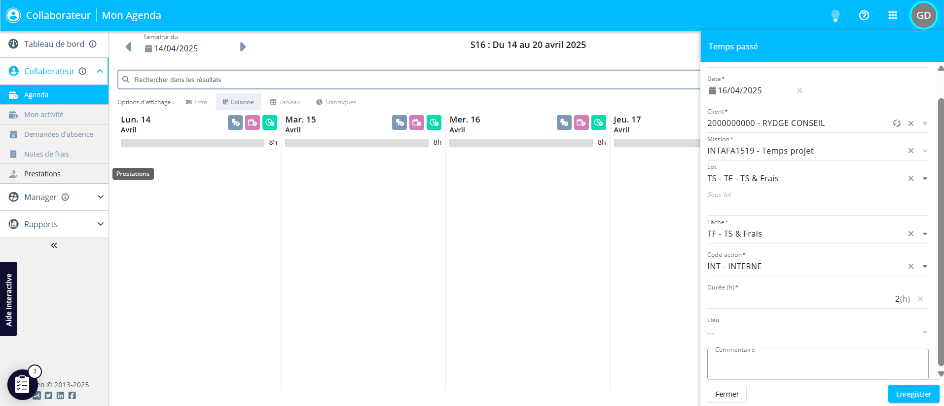 Collaborateur | Mon Agenda
GD
Tableau de bord
Collaborateur
Agenda
Mon activité
Demandes d'absence
Notes de frais
Prestations
Manager
Rapports
«
Aide Interactive
3
© 2013-2025
Semaine du
14/04/2025
S16 : Du 14 au 20 avril 2025
Rechercher dans les résultats
Options d'affichage :
Liste
Colonne
Tableau
Statistiques
Lun. 14
Avril
8h
Mar. 15
Avril
8h
Mer. 16
Avril
8h
Jeu. 17
Avril
Prestations
Temps passé
Date*
16/04/2025
Client*
2000000000 - RYDGE CONSEIL
Mission*
INTAFA1519 - Temps projet
Lot
TS - TF - TS & Frais
Sous-lot
Tâche*
TF - TS & Frais
Code action*
INT - INTERNE
Durée (h)*
2(h)
Lieu
...
Commentaire
Fermer
Enregistrer